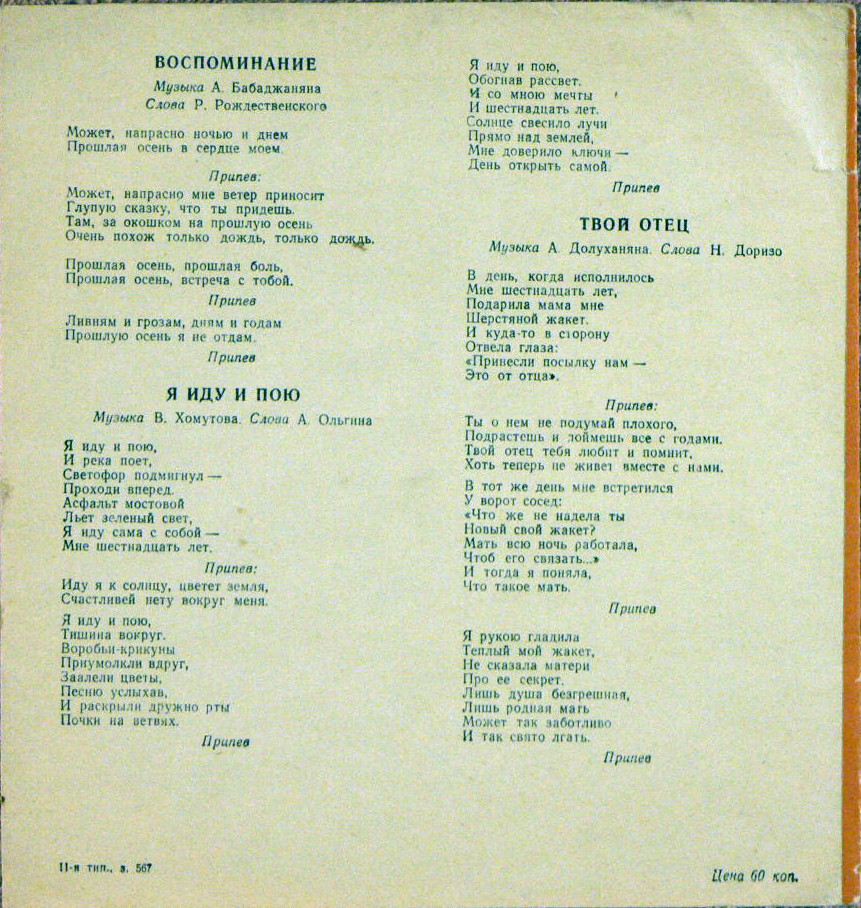 ВОСПОМИНАНИЕ
Музыка А. Бабаджаняна
Слова Р. Рождественского
Может, напрасно ночью и днем
Прошлая осень в сердце моем.
Припев:
Может, напрасно мне ветер приносит
Глупую сказку, что ты придешь.
Там, за окошком на прошлую осень
Очень похож только дождь, только дождь.
Прошлая осень, прошлая боль,
Прошлая осень, встреча с тобой.
Припев
Ливням и грозам, дням и годам
Прошлую осень я не отдам.
Припев
Я ИДУ И ПОЮ
Музыка В. Хомутова. Слова А. Ольгина
Я иду и пою,
И река поет,
Светофор подмигнул —
Проходи вперед.
Асфальт мостовой
Льет зеленый свет,
Я иду сама с собой —
Мне шестнадцать лет.
Припев:
Иду я к солнцу, цветет земля,
Счастливей нету вокруг меня.
Я иду и пою,
Тишина вокруг.
Воробьи-крикуны
Приумолкли вдруг,
Заалели цветы,
Песню услыхав,
И раскрыли дружно рты
Почки на ветвях.
Припев
Я иду и пою,
Обогнав рассвет.
И со мною мечты
И шестнадцать лет.
Солнце свесило лучи
Прямо над землей,
Мне доверило ключи —
День открыть самой.
Припев
ТВОЙ ОТЕЦ
Музыка А. Долуханяна. Слова Н. Доризо
В день, когда исполнилось
Мне шестнадцать лет,
Подарила мама мне
Шерстяной жакет.
И куда-то в сторону
Отвела глаза:
«Принесли посылку нам —
Это от отца».
Припев:
Ты о нем не подумай плохого,
Подрастешь и поймешь все с годами.
Твой отец тебя любит и помнит,
Хоть теперь не живет вместе с нами.
В тот же день мне встретился
У ворот сосед:
«Что же не надела ты
Новый свой жакет?
Мать всю ночь работала,
Чтоб его связать...»
И тогда я поняла,
Что такое мать.
Припев
Я рукою гладила
Теплый мой жакет,
Не сказала матери
Про ее секрет.
Лишь душа безгрешная,
Лишь родная мать
Может так заботливо
И так свято лгать.
Припев
II-я тип., з. 567
Цена 60 коп.